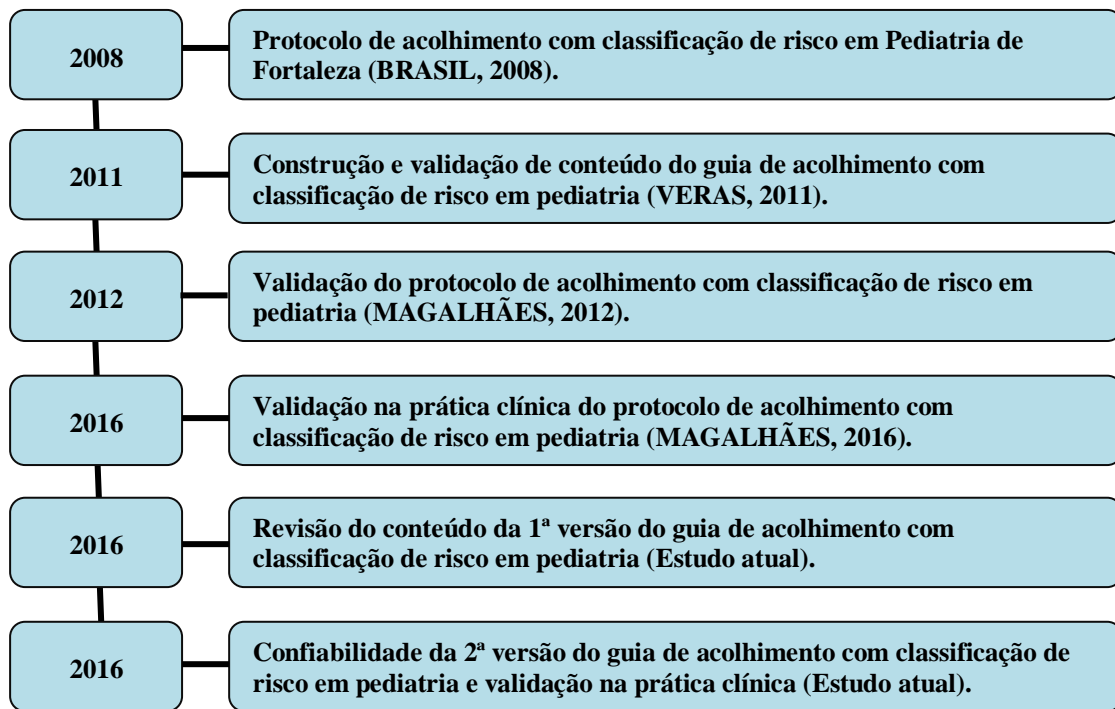 2008
Protocolo de acolhimento com classificação de risco em Pediatria de
Fortaleza (BRASIL, 2008).
2011
Construção e validação de conteúdo do guia de acolhimento com
classificação de risco em pediatria (VERAS, 2011).
2012
Validação do protocolo de acolhimento com classificação de risco em
pediatria (MAGALHÃES, 2012).
2016
Validação na prática clínica do protocolo de acolhimento com
classificação de risco em pediatria (MAGALHÃES, 2016).
2016
Revisão do conteúdo da 1ª versão do guia de acolhimento com
classificação de risco em pediatria (Estudo atual).
2016
Confiabilidade da 2ª versão do guia de acolhimento com classificação de
risco em pediatria e validação na prática clínica (Estudo atual).